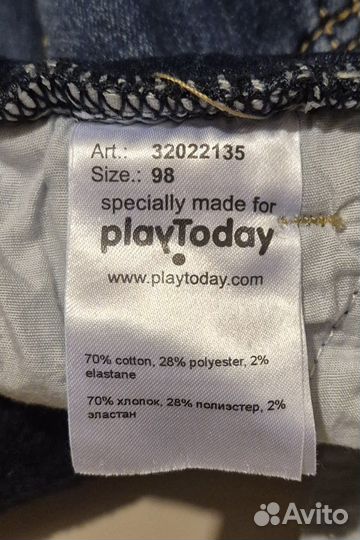 Art.: 32022135
Size.: 98
specially made for
playToday
www.playtoday.com
70% cotton, 28% polyester, 2%
elastane
70% хлопок, 28% полиэстер, 2%
эластан
Avito